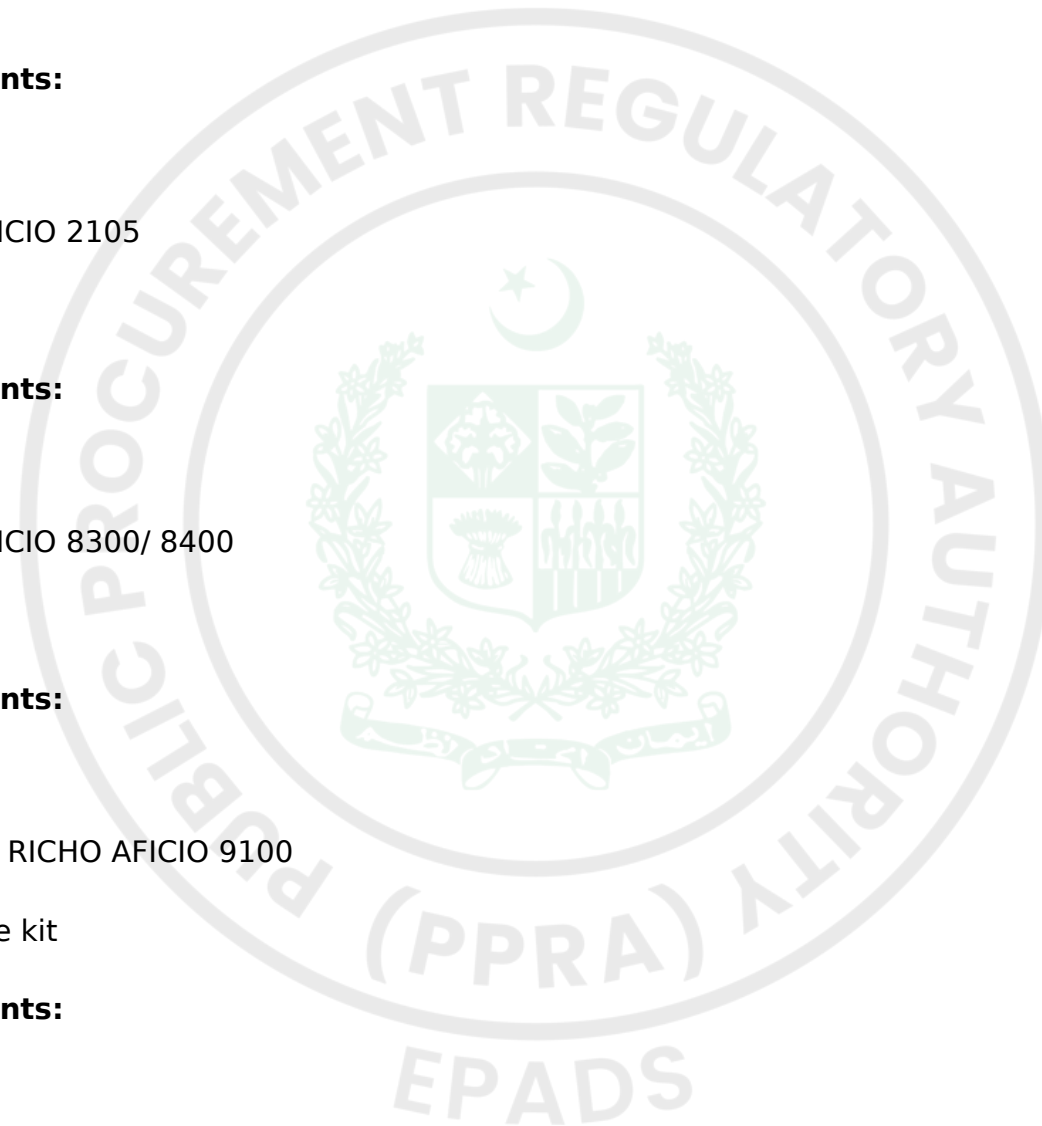 nts:
ICIO 2105
nts:
ICIO 8300/ 8400
nts:
RICHO AFICIO 9100
e kit
nts:
PUBLIC PROCUREMENT REGULATORY AUTHORITY
(PPRA)
EPADS